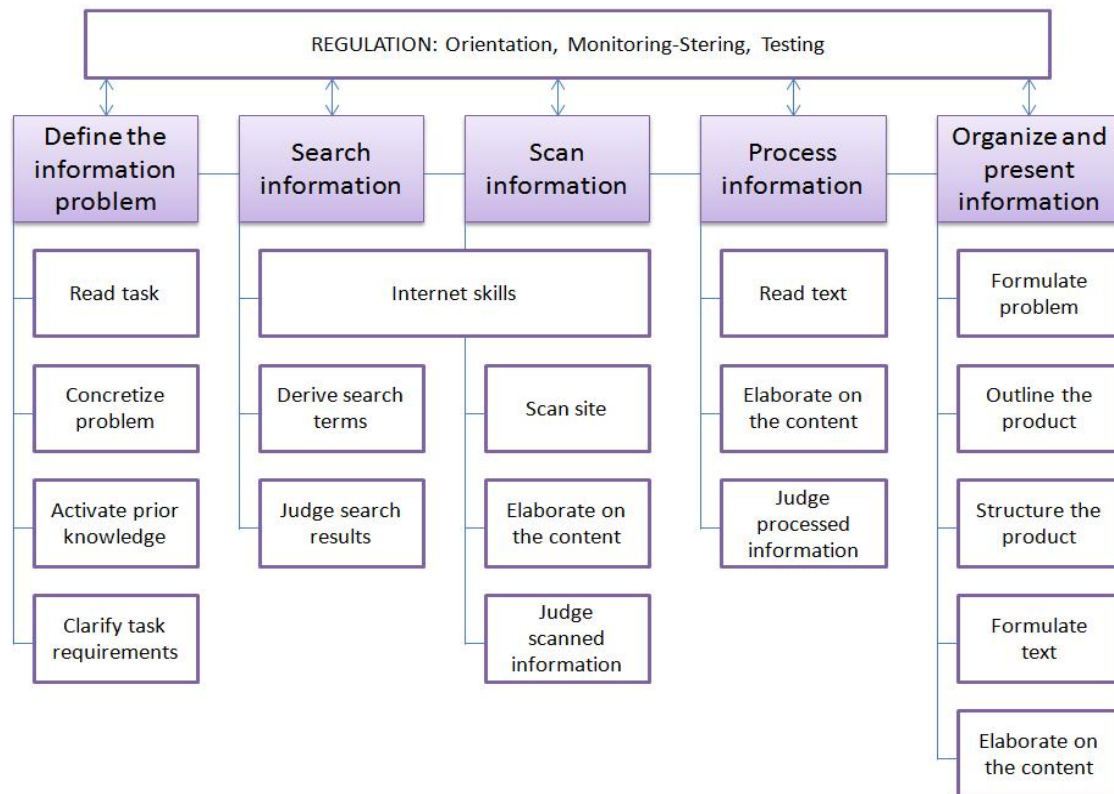 REGULATION: Orientation, Monitoring-Stering, Testing
Define the
information
problem
Search
information
Scan
information
Process
information
Organize and
present
information
Read task
Internet skills
Read text
Formulate
problem
Concretize
problem
Derive search
terms
Scan site
Elaborate on
the content
Outline the
product
Activate prior
knowledge
Judge search
results
Elaborate on
the content
Judge
processed
information
Structure the
product
Clarify task
requirements
Judge
scanned
information
Formulate
text
Elaborate on
the content